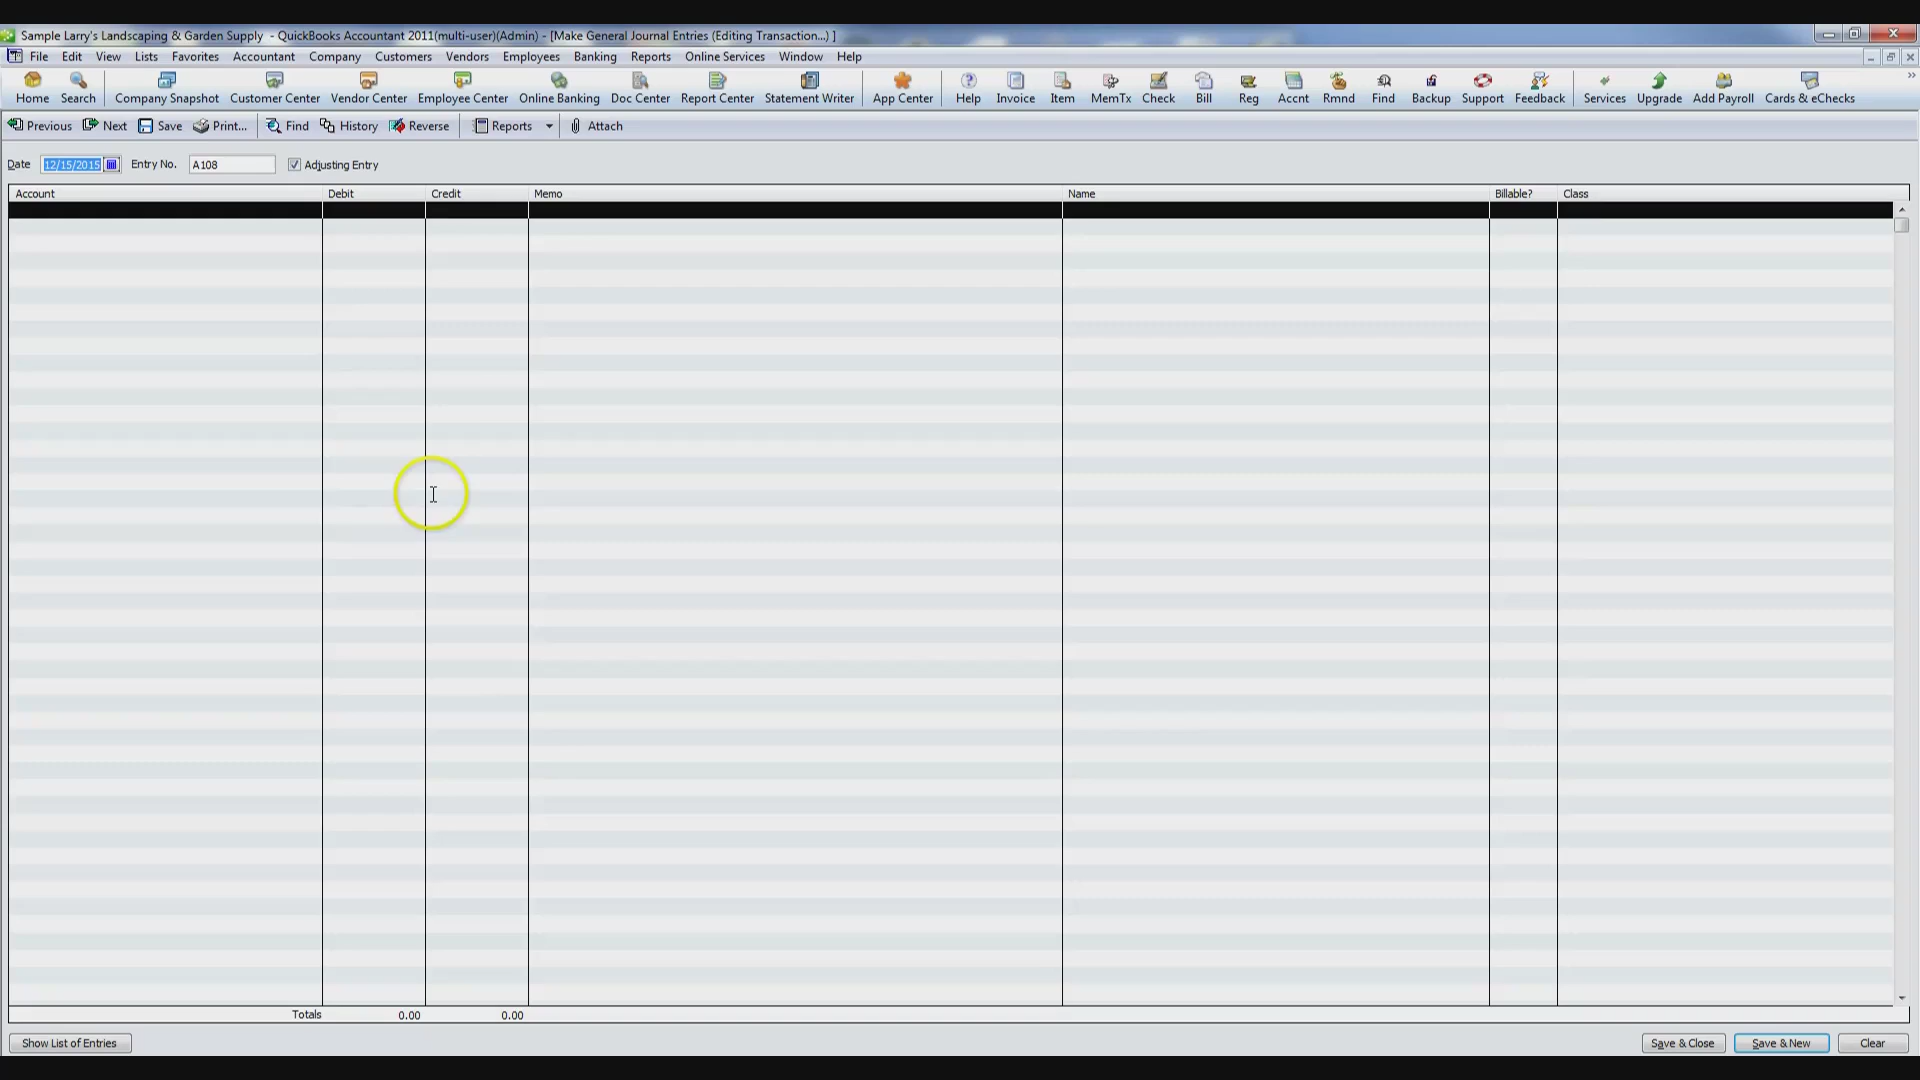 Sample Larry's Landscaping & Garden Supply - QuickBooks Accountant 2011(multi-user)(Admin) - [Make General Journal Entries (Editing Transaction...) ]
File Edit View Lists Favorites Accountant Company Customers Vendors Employees Banking Reports Online Services Window Help
Home Search Company Snapshot Customer Center Vendor Center Employee Center Online Banking Doc Center Report Center Statement Writer App Center Help Invoice Item MemTx Check Bill Reg Accnt Rmnd Find Backup Support Feedback Services Upgrade Add Payroll Cards & eChecks
Previous Next Save Print... Find History Reverse Reports Attach
Date 12/15/2015 Entry No. A108 Adjusting Entry
Account Debit Credit Memo Name Billable? Class
Totals 0.00 0.00
Show List of Entries Save & Close Save & New Clear